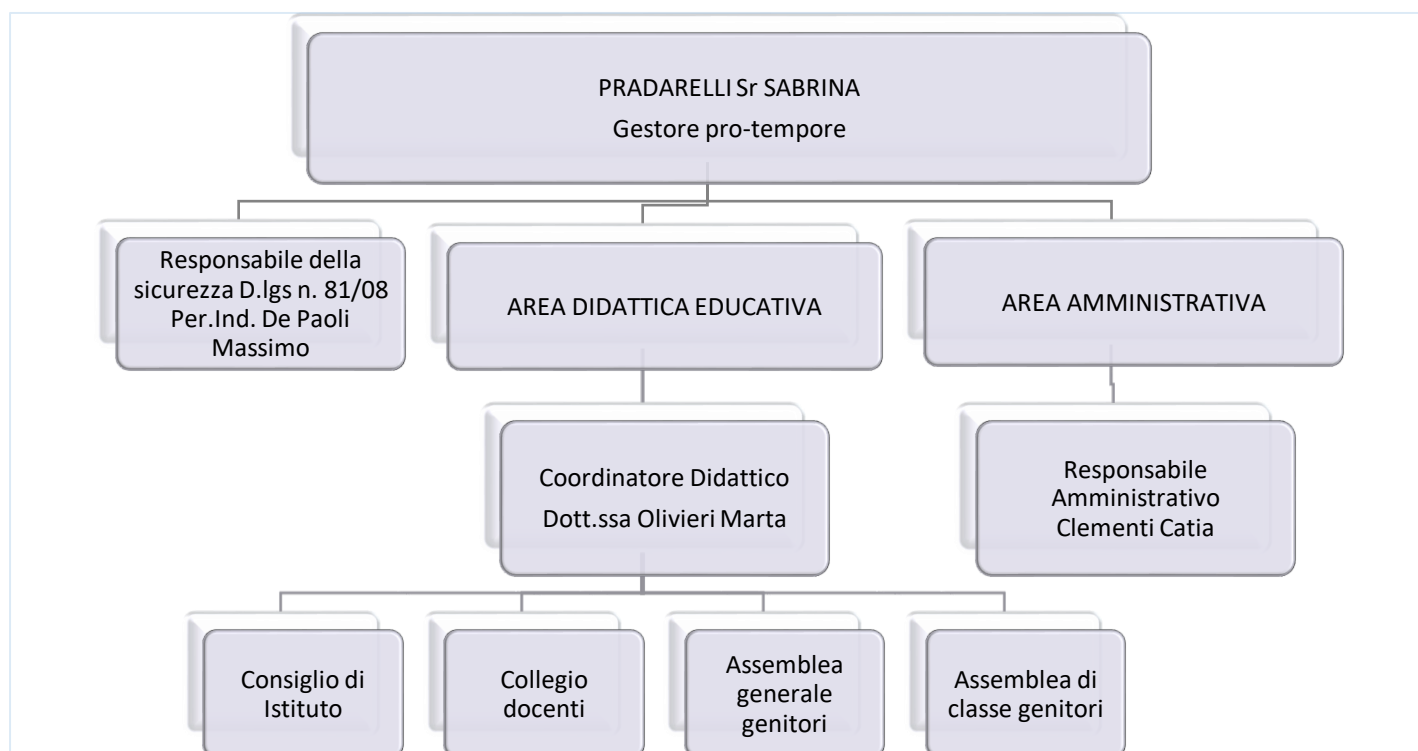 PRADARELLI Sr SABRINA
Gestore pro-tempore
Responsabile della
sicurezza D.lgs n. 81/08
Per.Ind. De Paoli
Massimo
AREA DIDATTICA EDUCATIVA
AREA AMMINISTRATIVA
Coordinatore Didattico
Dott.ssa Olivieri Marta
Responsabile
Amministrativo
Clementi Catia
Consiglio di
Istituto
Collegio
docenti
Assemblea
generale
genitori
Assemblea di
classe genitori